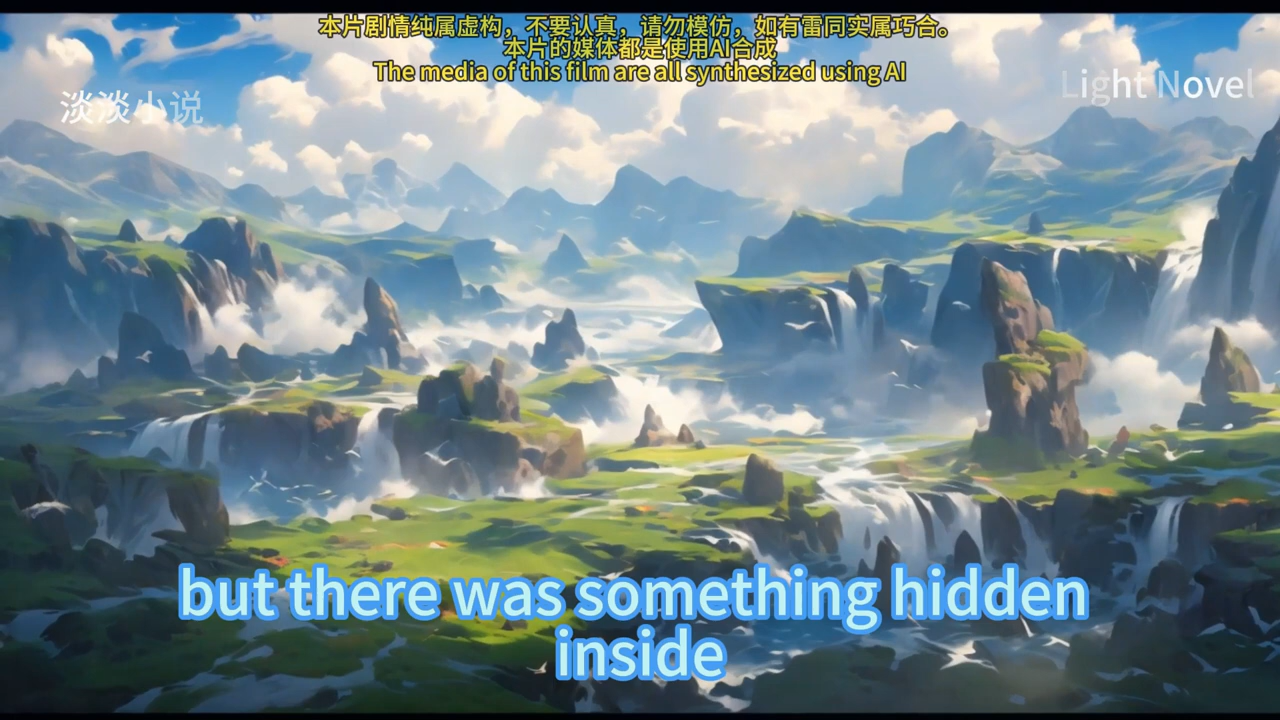 本片剧情纯属虚构，不要认真，请勿模仿，如有雷同实属巧合。
本片的媒体都是使用AI合成
The media of this film are all synthesized using AI
Light Novel
淡淡小说
but there was something hidden
inside